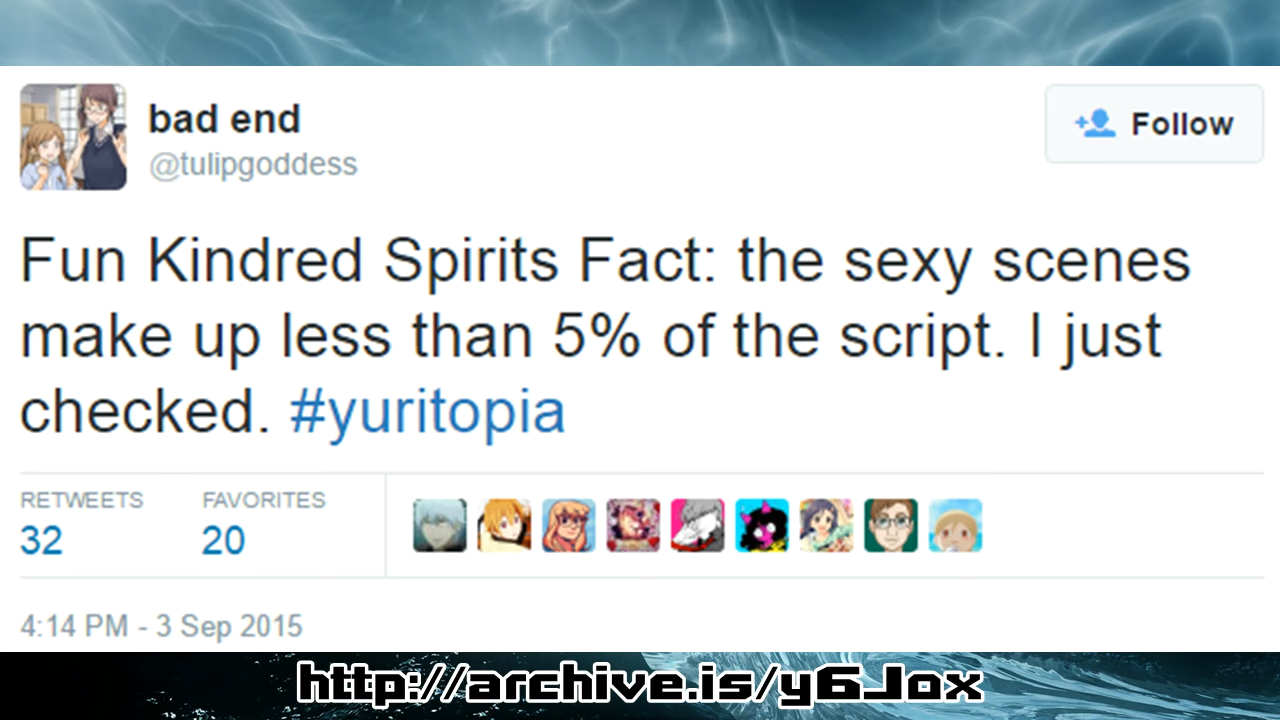 bad end
@tulipgoddess
Follow
Fun Kindred Spirits Fact: the sexy scenes
make up less than 5% of the script. I just
checked. #yuritopia
RETWEETS FAVORITES
32 20
4:14 PM - 3 Sep 2015
http://archive.is/y6Jox